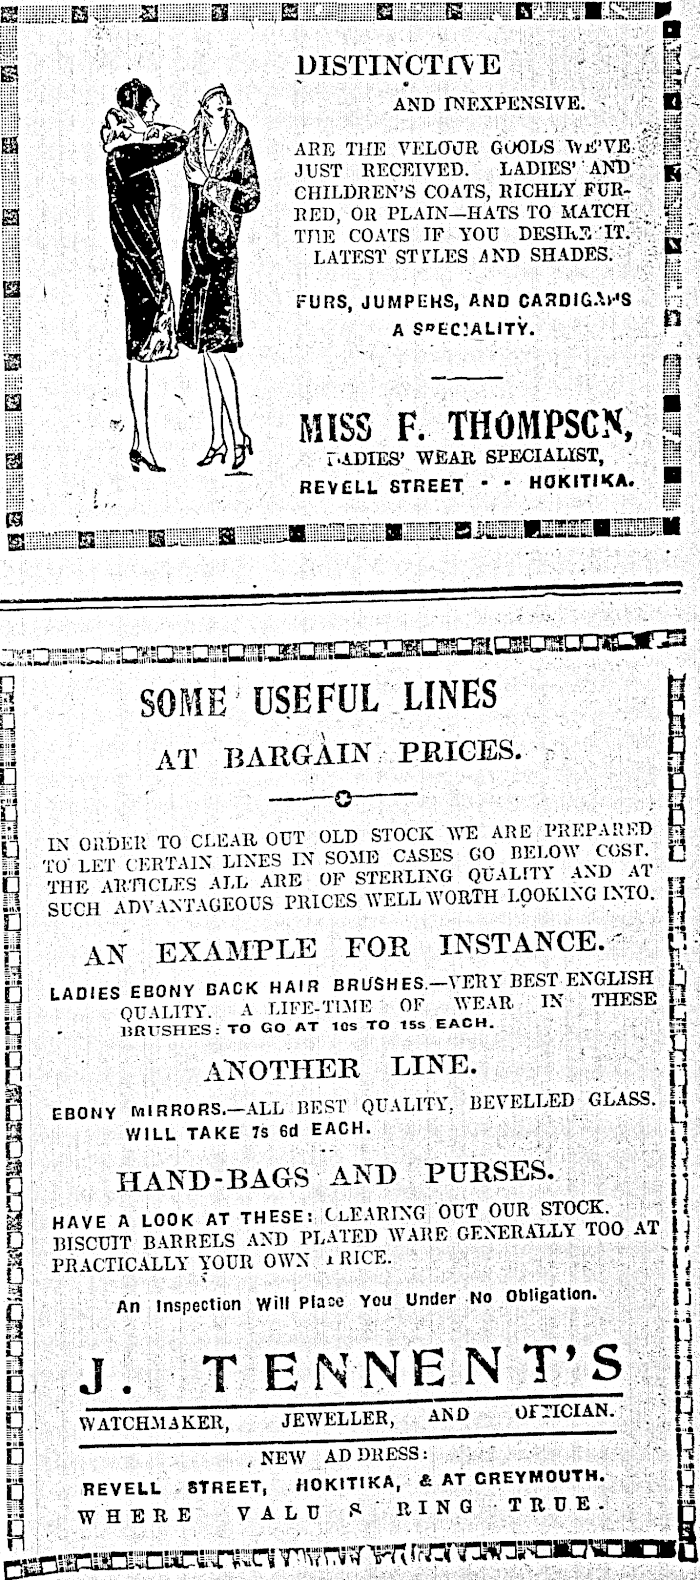 DISTINCTIVE
AND INEXPENSIVE.
ARE THE VELOUR GOODS WE'VE
JUST RECEIVED. LADIES' AND
CHILDREN'S COATS, RICHLY FUR-
RED, OR PLAIN—HATS TO MATCH
THE COATS IF YOU DESIRE IT.
LATEST STYLES AND SHADES.
FURS, JUMPERS, AND CARDIGANS
A SPECIALITY.
MISS F. THOMPSON,
LADIES' WEAR SPECIALIST,
REVELL STREET - - HOKITIKA.
SOME USEFUL LINES
AT BARGAIN PRICES.
IN ORDER TO CLEAR OUT OLD STOCK WE ARE PREPARED
TO LET CERTAIN LINES IN SOME CASES GO BELOW COST.
THE ARTICLES ALL ARE OF STERLING QUALITY AND AT
SUCH ADVANTAGEOUS PRICES WELL WORTH LOOKING INTO.
AN EXAMPLE FOR INSTANCE.
LADIES EBONY BACK HAIR BRUSHES.—VERY BEST ENGLISH
QUALITY. A LIFE-TIME OF WEAR IN THESE
BRUSHES: TO GO AT 10s TO 15s EACH.
ANOTHER LINE.
EBONY MIRRORS.—ALL BEST QUALITY, BEVELLED GLASS.
WILL TAKE 7s 6d EACH.
HAND-BAGS AND PURSES.
HAVE A LOOK AT THESE: CLEARING OUT OUR STOCK.
BISCUIT BARRELS AND PLATED WARE GENERALLY TOO AT
PRACTICALLY YOUR OWN PRICE.
An Inspection Will Place You Under No Obligation.
J. TENNENT'S
WATCHMAKER, JEWELLER, AND OPTICIAN.
NEW ADDRESS:
REVELL STREET, HOKITIKA, & AT GREYMOUTH.
WHERE VALUES RING TRUE.